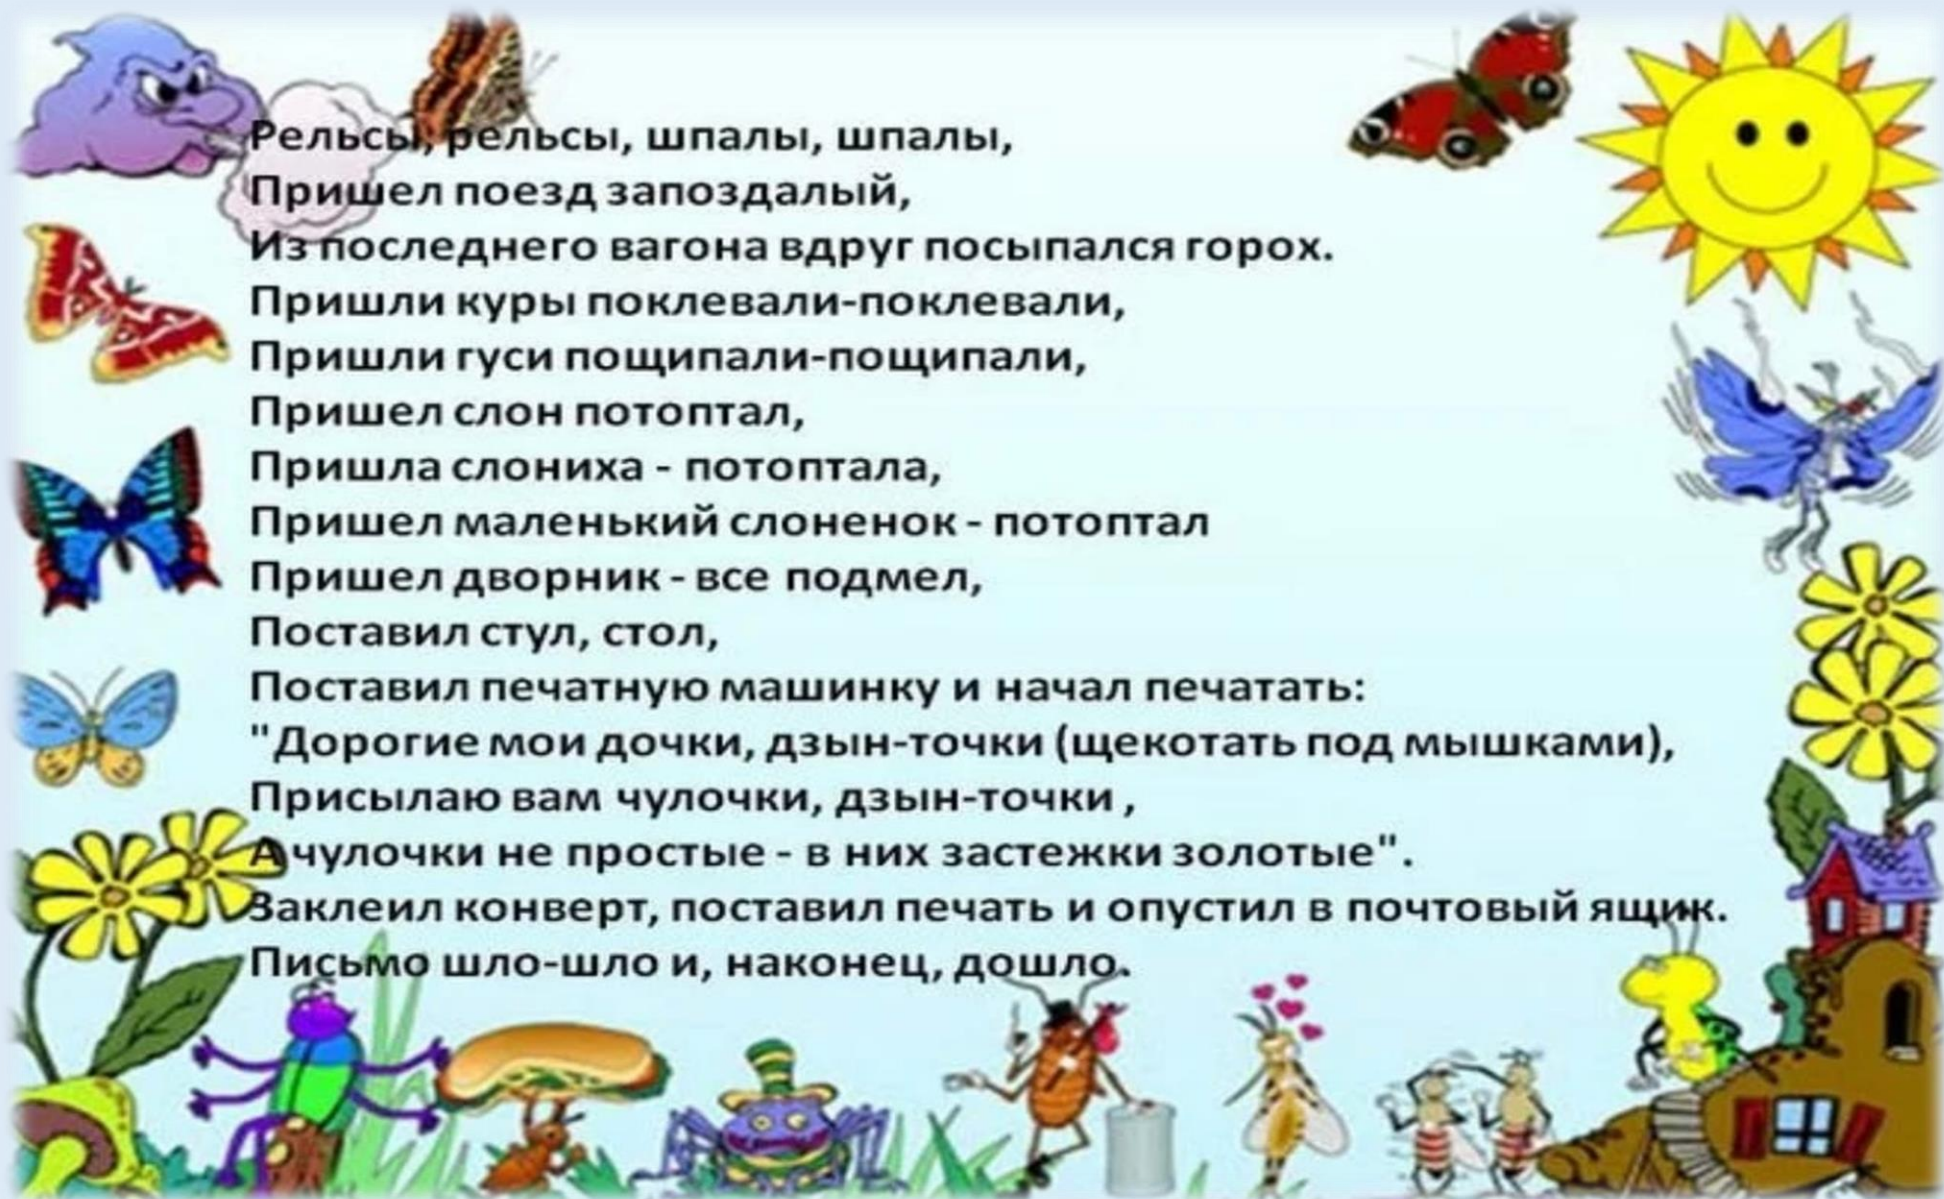 Рельсы, рельсы, шпалы, шпалы,
Пришел поезд запоздалый,
Из последнего вагона вдруг посыпался горох.
Пришли куры поклевали-поклевали,
Пришли гуси пощипали-пощипали,
Пришел слон потоптал,
Пришла слониха - потоптала,
Пришел маленький слоненок - потоптал
Пришел дворник - все подмел,
Поставил стул, стол,
Поставил печатную машинку и начал печатать:
"Дорогие мои дочки, дзын-точки (щекотать под мышками),
Присылаю вам чулочки, дзын-точки ,
А чулочки не простые - в них застежки золотые".
Заклеил конверт, поставил печать и опустил в почтовый ящик.
Письмо шло-шло и, наконец, дошло.